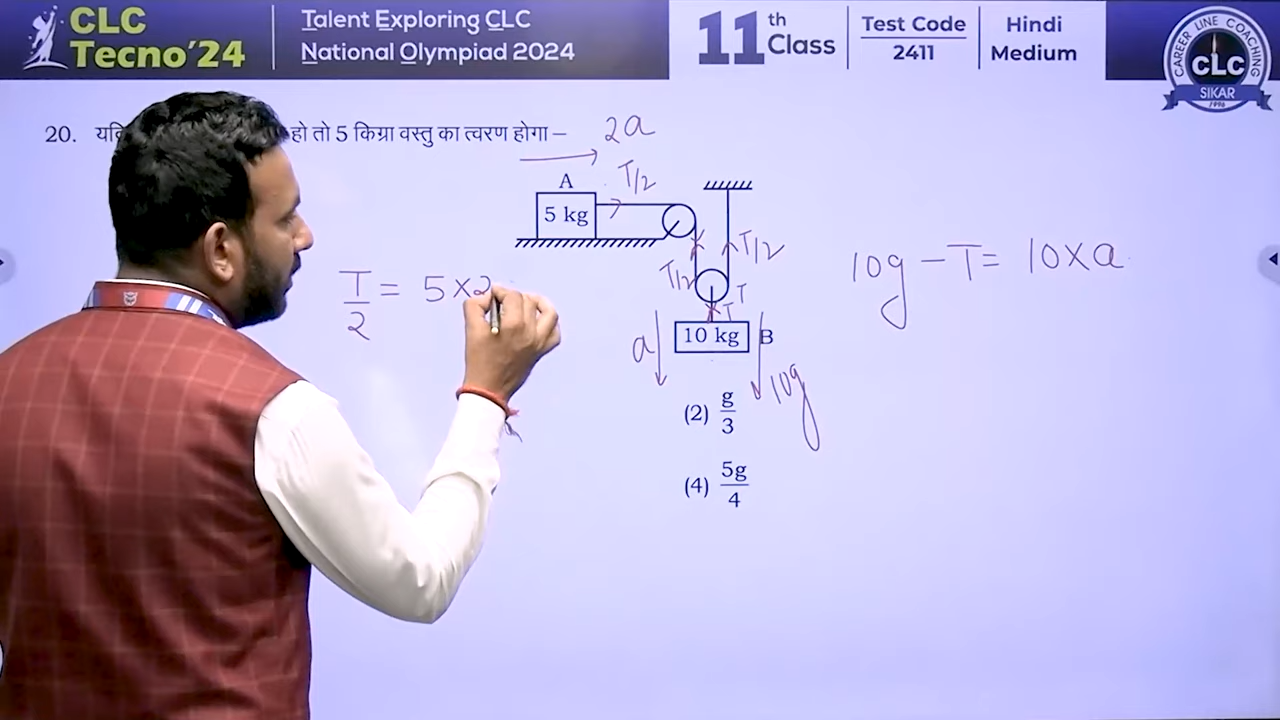 CLC
Tecno'24
Talent Exploring CLC
National Olympiad 2024
11th Class
Test Code
2411
Hindi
Medium
CAREER LINE COACHING
CLC
SIKAR
1996
20. हो तो 5 किग्रा वस्तु का त्वरण होगा–
2a
A
T/2
5 kg
T/2
T/2
T
T
10 kg
B
a
10g
T/2 = 5×2
10g – T = 10×a
(2) g/3
(4) 5g/4